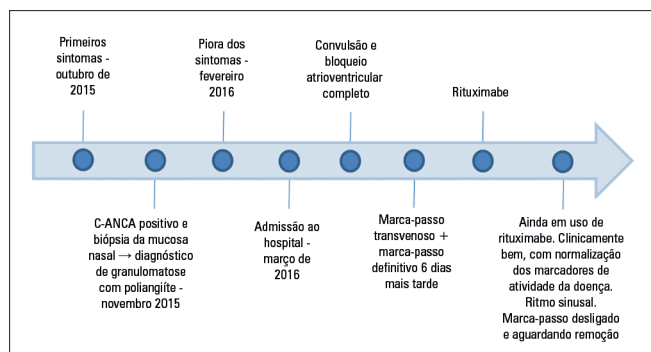 Primeiros
sintomas -
outubro de
2015
C-ANCA positivo e
biópsia da mucosa
nasal → diagnóstico
de granulomatose
com poliangiíte -
novembro 2015
Piora dos
sintomas -
fevereiro
2016
Admissão ao
hospital -
março de
2016
Convulsão e
bloqueio
atrioventricular
completo
Marca-passo
transvenoso +
marca-passo
definitivo 6 dias
mais tarde
Rituximabe
Ainda em uso de
rituximabe. Clinicamente
bem, com normalização
dos marcadores de
atividade da doença.
Ritmo sinusal.
Marca-passo desligado
e aguardando remoção